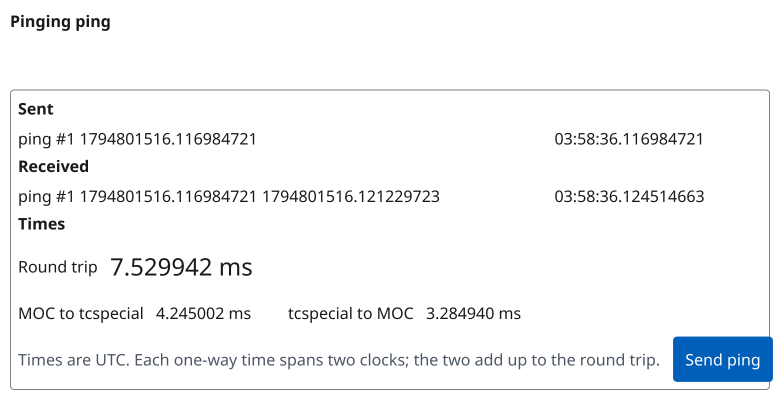 Pinging ping
Sent
ping #1 1794801516.116984721 03:58:36.116984721
Received
ping #1 1794801516.116984721 1794801516.121229723 03:58:36.124514663
Times
Round trip 7.529942 ms
MOC to tcspecial 4.245002 ms tcspecial to MOC 3.284940 ms
Times are UTC. Each one-way time spans two clocks; the two add up to the round trip. Send ping